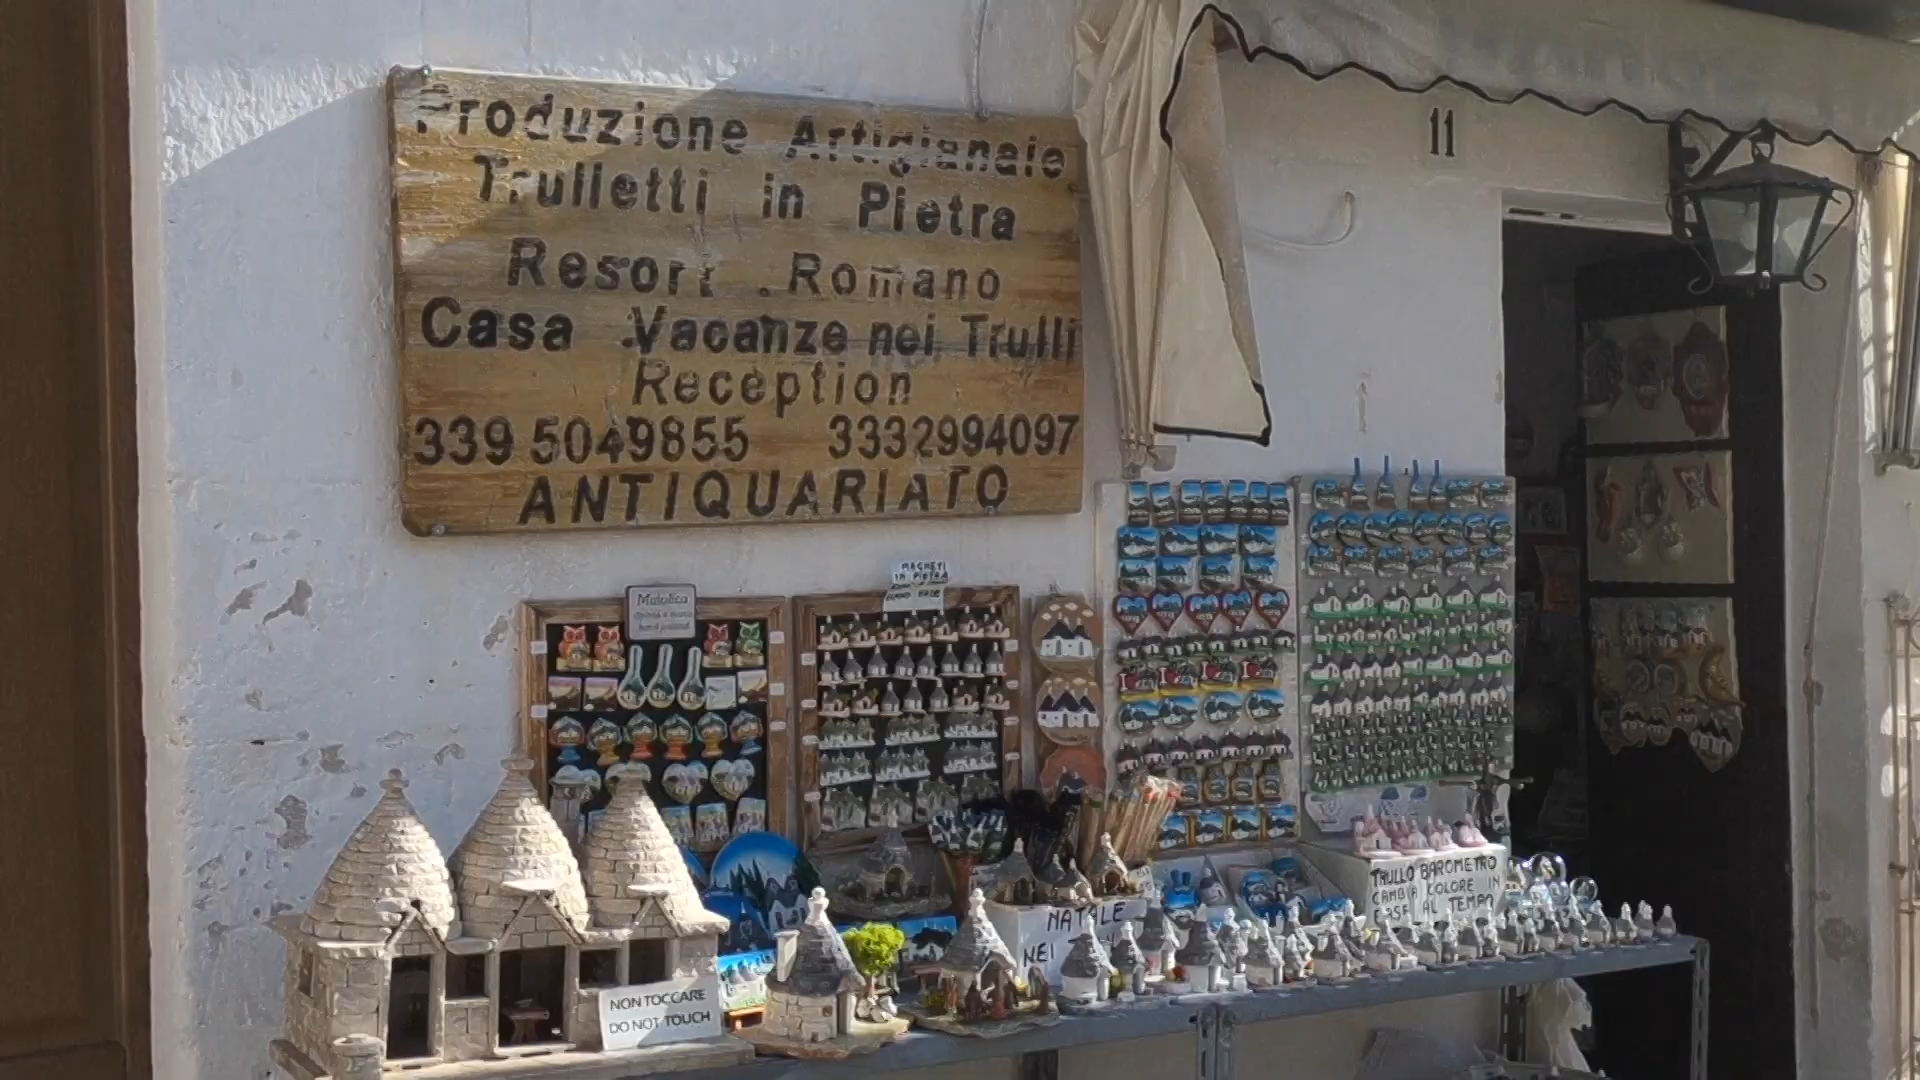 Produzione Artigianale
Trulletti in Pietra
Resort Romano
Casa Vacanze nei Trulli
Reception
339 5049855 3332994097
ANTIQUARIATO
11
MAGNETI
IN PIETRA
Maiolica
NON TOCCARE
DO NOT TOUCH
NATALE
NEI
TRULLO BAROMETRO
CAMBIA COLORE IN
BASE AL TEMPO